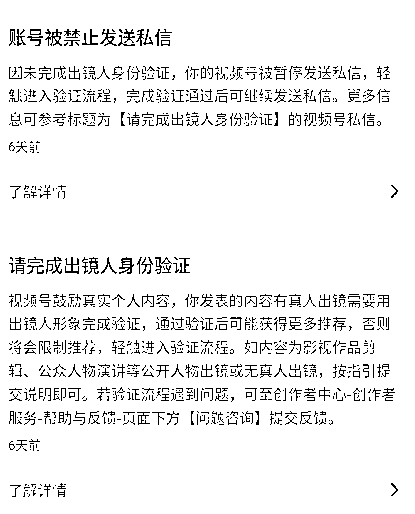 账号被禁止发送私信
因未完成出镜人身份验证，你的视频号被暂停发送私信，轻
触进入验证流程，完成验证通过后可继续发送私信。更多信
息可参考标题为【请完成出镜人身份验证】的视频号私信。
6天前
了解详情
请完成出镜人身份验证
视频号鼓励真实个人内容，你发表的内容有真人出镜需要用
出镜人形象完成验证，通过验证后可能获得更多推荐，否则
将会限制推荐，轻触进入验证流程。如内容为影视作品剪
辑、公众人物演讲等公开人物出镜或无真人出镜，按指引提
交说明即可。若验证流程遇到问题，可至创作者中心-创作者
服务-帮助与反馈-页面下方【问题咨询】提交反馈。
6天前
了解详情